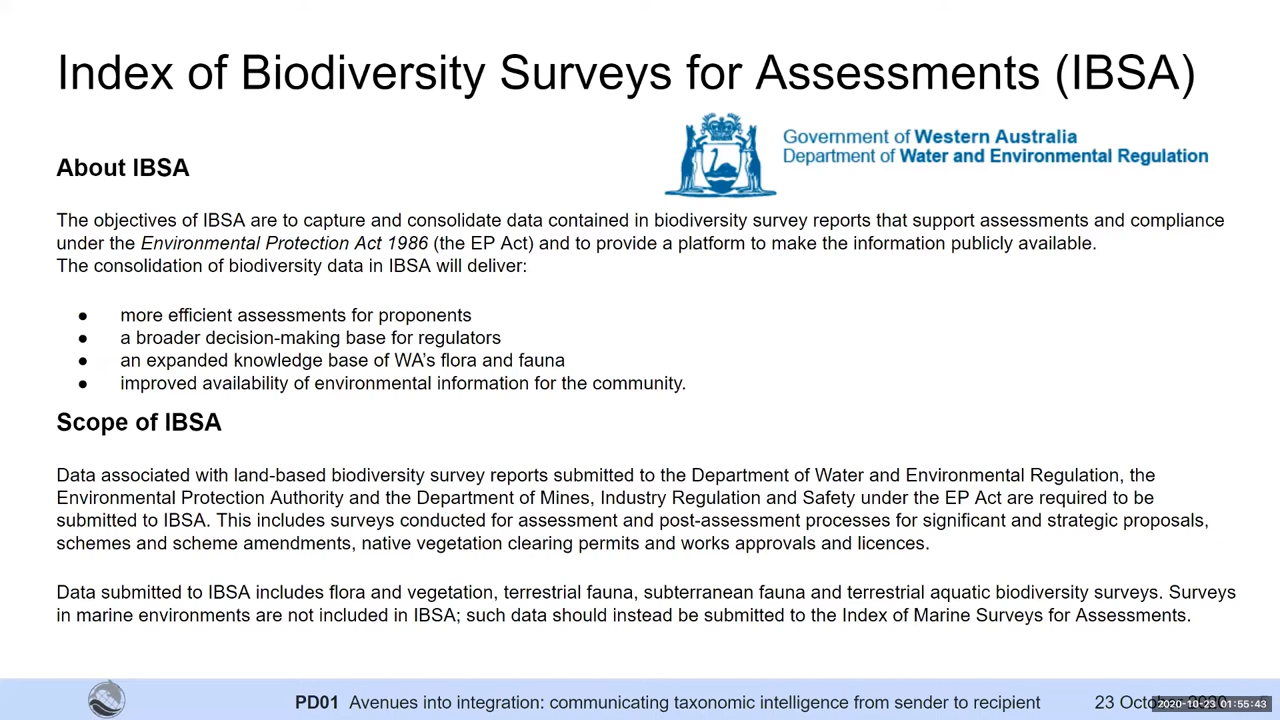 Index of Biodiversity Surveys for Assessments (IBSA)
Government of Western Australia
Department of Water and Environmental Regulation
About IBSA
The objectives of IBSA are to capture and consolidate data contained in biodiversity survey reports that support assessments and compliance
under the Environmental Protection Act 1986 (the EP Act) and to provide a platform to make the information publicly available.
The consolidation of biodiversity data in IBSA will deliver:
● more efficient assessments for proponents
● a broader decision-making base for regulators
● an expanded knowledge base of WA's flora and fauna
● improved availability of environmental information for the community.
Scope of IBSA
Data associated with land-based biodiversity survey reports submitted to the Department of Water and Environmental Regulation, the
Environmental Protection Authority and the Department of Mines, Industry Regulation and Safety under the EP Act are required to be
submitted to IBSA. This includes surveys conducted for assessment and post-assessment processes for significant and strategic proposals,
schemes and scheme amendments, native vegetation clearing permits and works approvals and licences.
Data submitted to IBSA includes flora and vegetation, terrestrial fauna, subterranean fauna and terrestrial aquatic biodiversity surveys. Surveys
in marine environments are not included in IBSA; such data should instead be submitted to the Index of Marine Surveys for Assessments.
PD01 Avenues into integration: communicating taxonomic intelligence from sender to recipient
23 October 2020
2020-10-23 01:55:43